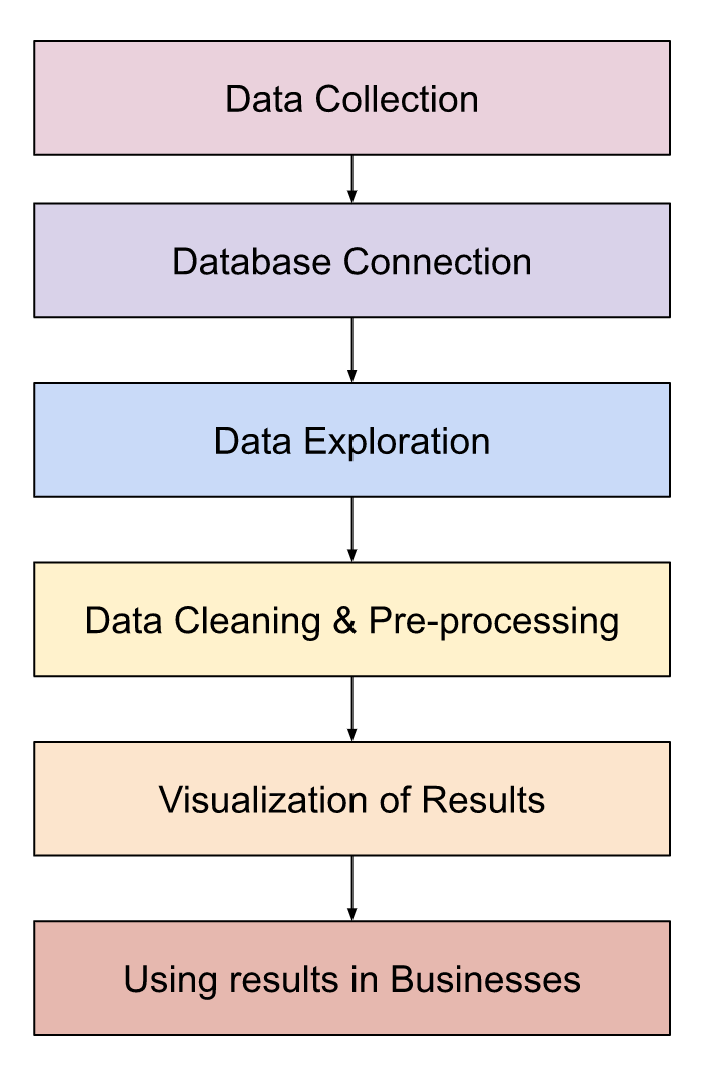 Data Collection
Database Connection
Data Exploration
Data Cleaning & Pre-processing
Visualization of Results
Using results in Businesses